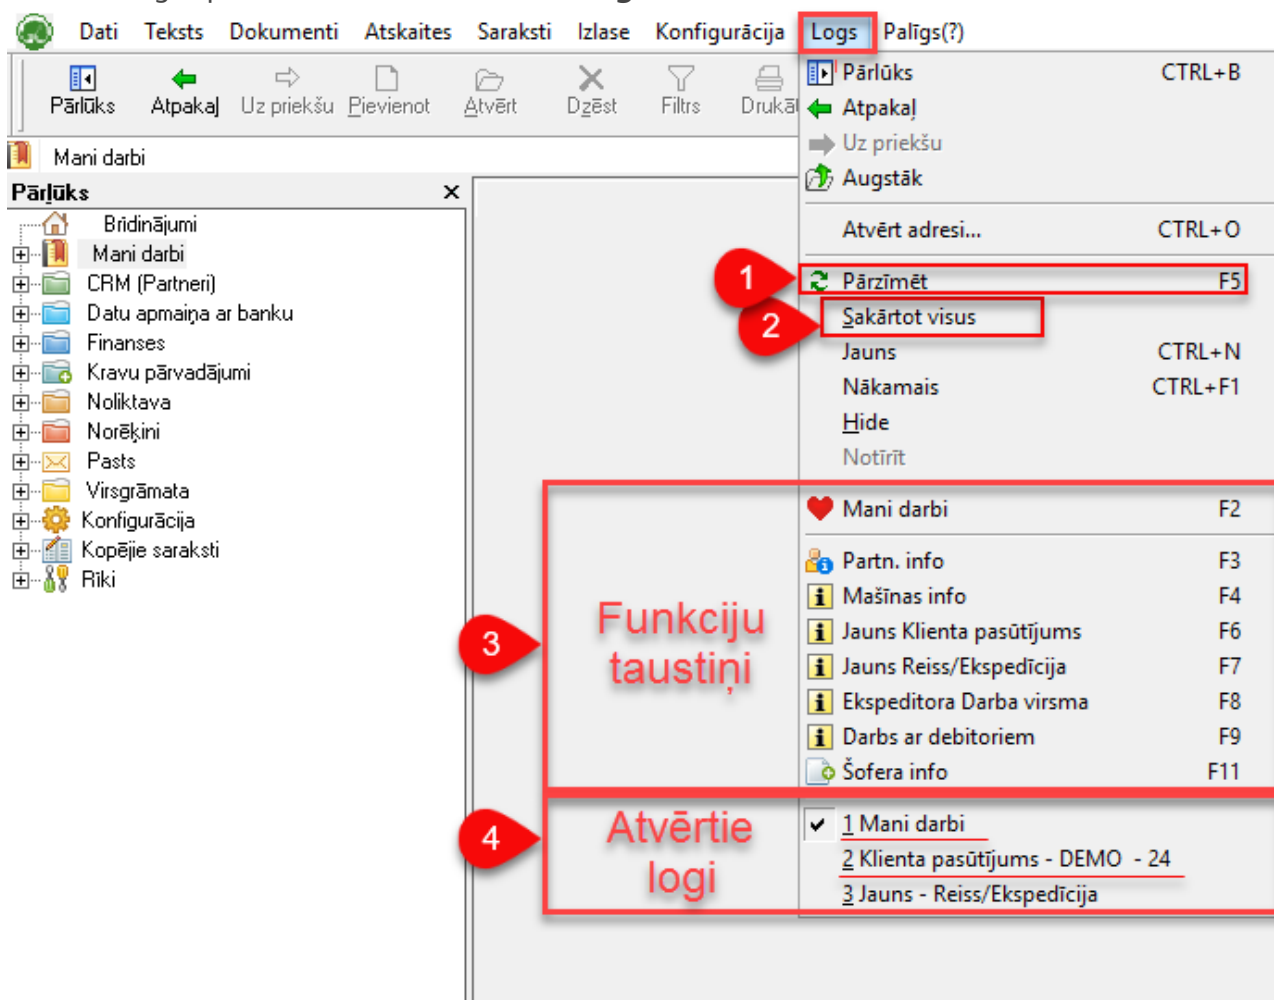 Dati Teksts Dokumenti Atskaites Saraksti Izlase Konfigurācija Logs Palīgs(?)
Pārlūks Atpakaļ Uz priekšu Pievienot Atvērt Dzēst Filtrs Drukāt
Mani darbi
Pārļūks
Brīdinājumi
Mani darbi
CRM (Partneri)
Datu apmaiņa ar banku
Finanses
Kravu pārvadājumi
Noliktava
Norēķini
Pasts
Virsgrāmata
Konfigurācija
Kopējie saraksti
Rīki
Pārlūks CTRL+B
Atpakaļ
Uz priekšu
Augstāk
Atvērt adresi... CTRL+O
1 Pārzīmēt F5
2 Sakārtot visus
Jauns CTRL+N
Nākamais CTRL+F1
Hide
Notīrīt
3
Funkciju
taustiņi
Mani darbi F2
Partn. info F3
Mašīnas info F4
Jauns Klienta pasūtījums F6
Jauns Reiss/Ekspedīcija F7
Ekspeditora Darba virsma F8
Darbs ar debitoriem F9
Šofera info F11
4
Atvērtie
logi
1 Mani darbi
2 Klienta pasūtījums - DEMO - 24
3 Jauns - Reiss/Ekspedīcija